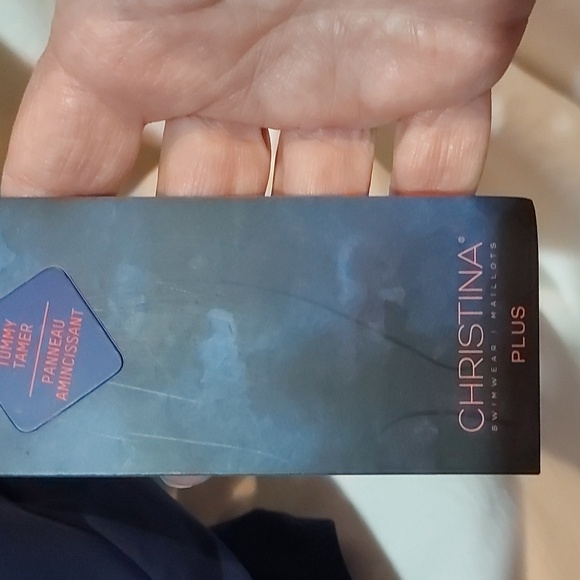 CHRISTINA®
SWIMWEAR | MAILLOTS
PLUS
TUMMY
TAMER
PANNEAU
AMINCISSANT